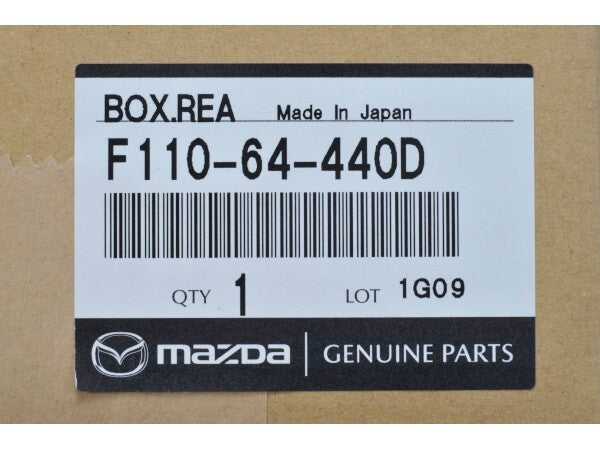 BOX.REA Made In Japan
F110-64-440D
QTY 1 LOT 1G09
mazda GENUINE PARTS